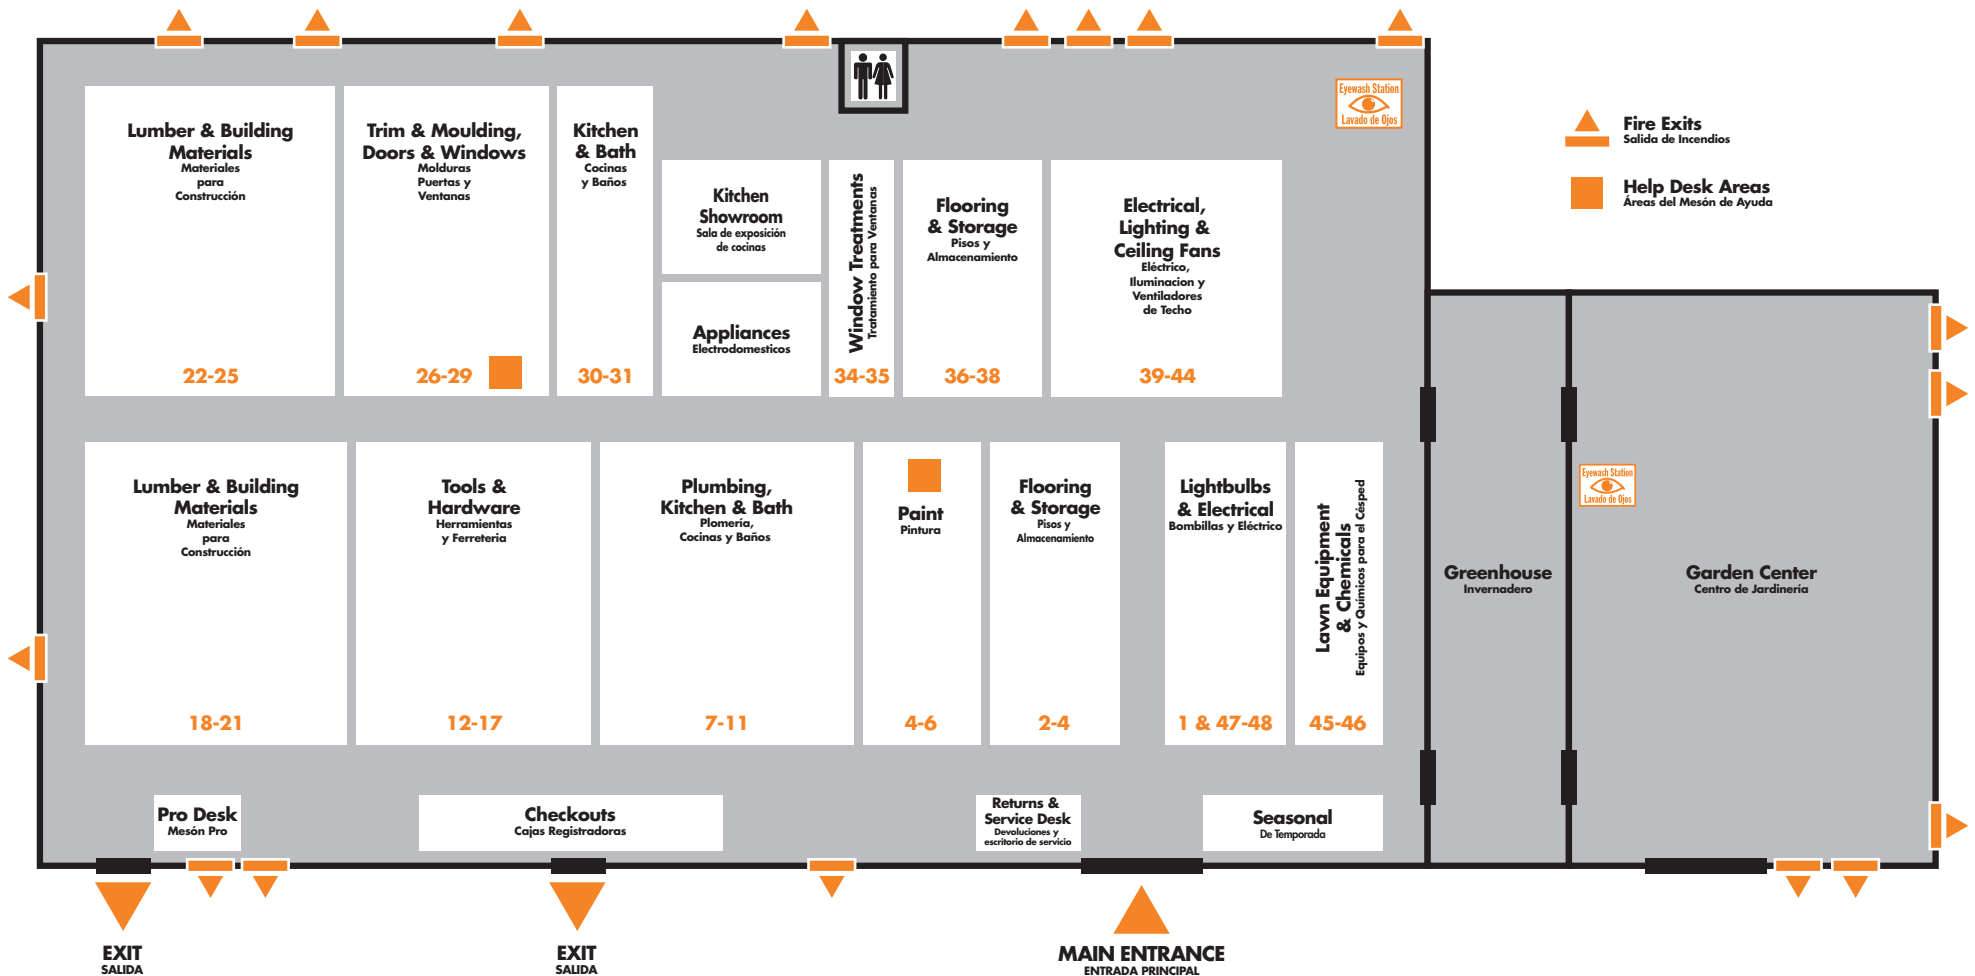 Eyewash Station
Lavado de Ojos
Fire Exits
Salida de Incendios
Help Desk Areas
Áreas del Mesón de Ayuda
Lumber & Building
Materials
Materiales
para
Construcción
22-25
Trim & Moulding,
Doors & Windows
Molduras
Puertas y
Ventanas
26-29
Kitchen
& Bath
Cocinas
y Baños
30-31
Kitchen
Showroom
Sala de exposición
de cocinas
Appliances
Electrodomesticos
Window Treatments
Tratamiento para Ventanas
34-35
Flooring
& Storage
Pisos y
Almacenamiento
36-38
Electrical,
Lighting &
Ceiling Fans
Eléctrico,
Iluminacion y
Ventiladores
de Techo
39-44
Lumber & Building
Materials
Materiales
para
Construcción
18-21
Tools &
Hardware
Herramientas
y Ferreteria
12-17
Plumbing,
Kitchen & Bath
Plomería,
Cocinas y Baños
7-11
Paint
Pintura
4-6
Flooring
& Storage
Pisos y
Almacenamiento
2-4
Lightbulbs
& Electrical
Bombillas y Eléctrico
1 & 47-48
Lawn Equipment
& Chemicals
Equipos y Químicos para el Césped
45-46
Greenhouse
Invernadero
Eyewash Station
Lavado de Ojos
Garden Center
Centro de Jardinería
Pro Desk
Mesón Pro
Checkouts
Cajas Registradoras
Returns &
Service Desk
Devoluciones y
escritorio de servicio
Seasonal
De Temporada
EXIT
SALIDA
EXIT
SALIDA
MAIN ENTRANCE
ENTRADA PRINCIPAL